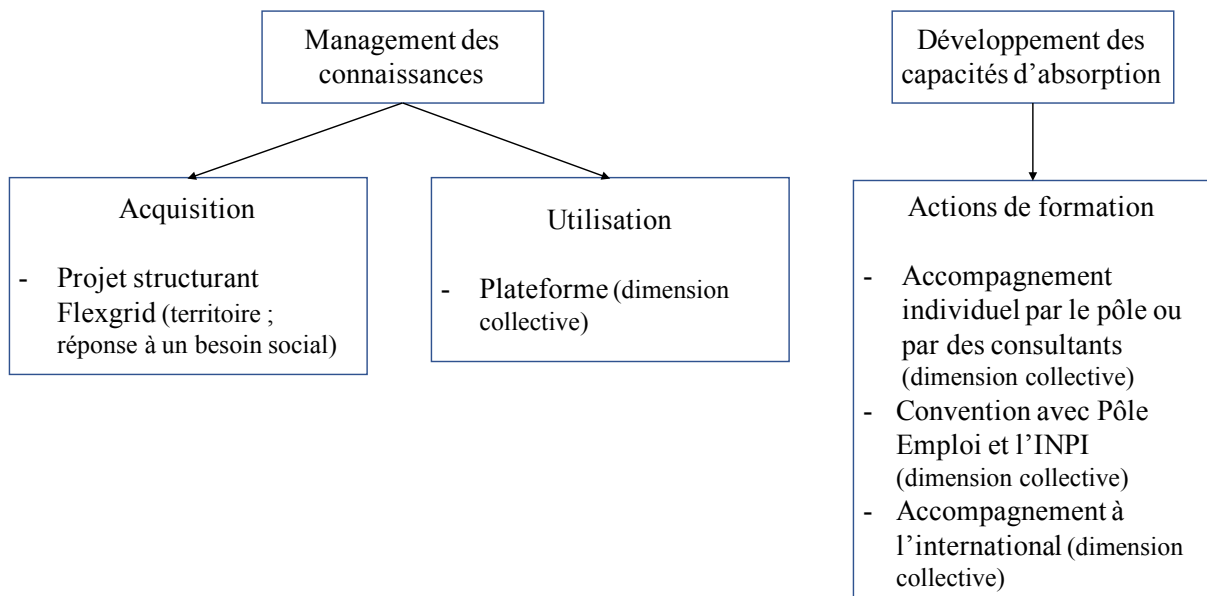 Management des
connaissances
Développement des
capacités d’absorption
Acquisition
- Projet structurant
Flexgrid (territoire ;
réponse à un besoin social)
Utilisation
- Plateforme (dimension
collective)
Actions de formation
- Accompagnement
individuel par le pôle ou
par des consultants
(dimension collective)
- Convention avec Pôle
Emploi et l’INPI
(dimension collective)
- Accompagnement à
l’international (dimension
collective)